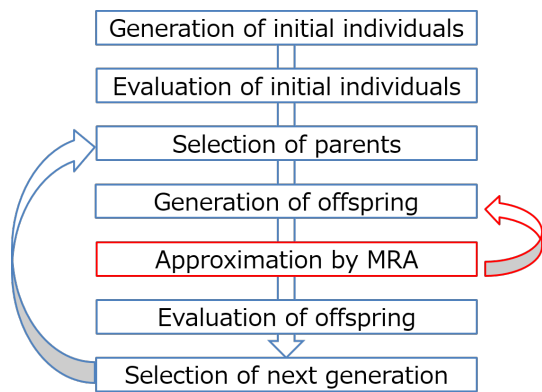 Generation of initial individuals
Evaluation of initial individuals
Selection of parents
Generation of offspring
Approximation by MRA
Evaluation of offspring
Selection of next generation